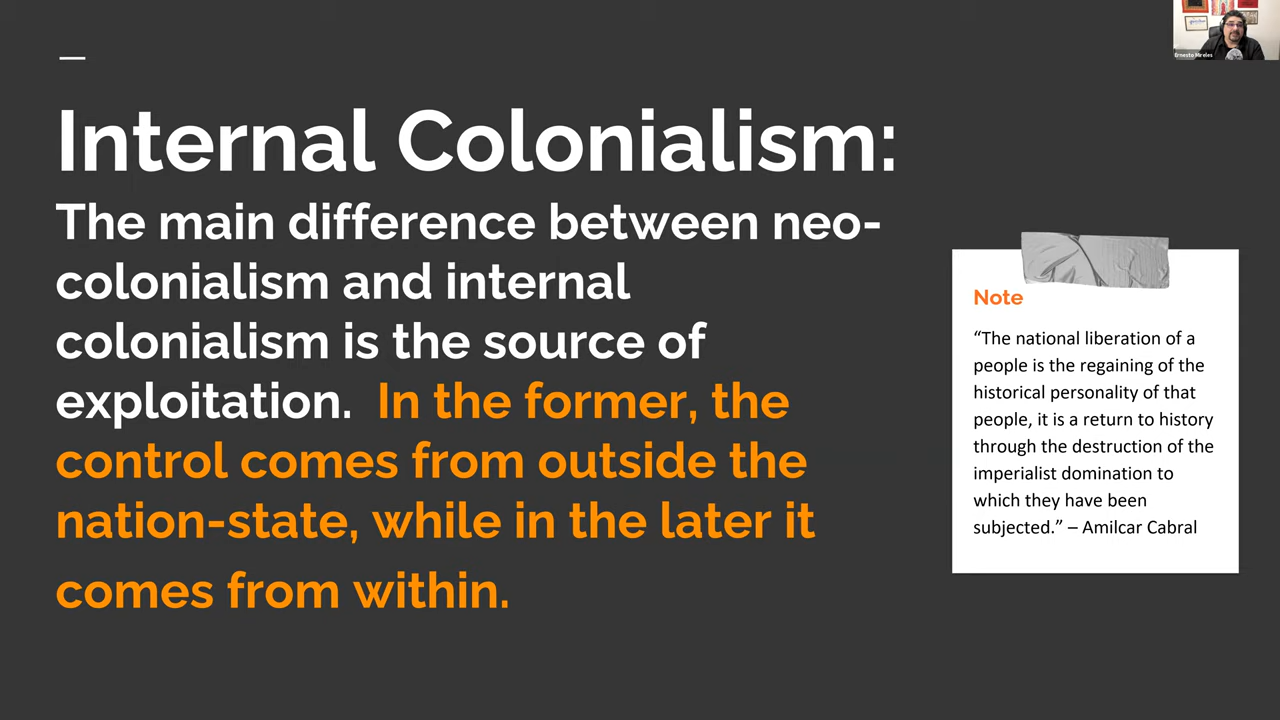 Internal Colonialism:
The main difference between neo-
colonialism and internal
colonialism is the source of
exploitation. In the former, the
control comes from outside the
nation-state, while in the later it
comes from within.
Note
“The national liberation of a
people is the regaining of the
historical personality of that
people, it is a return to history
through the destruction of the
imperialist domination to
which they have been
subjected.” – Amilcar Cabral
Ernesto Mireles